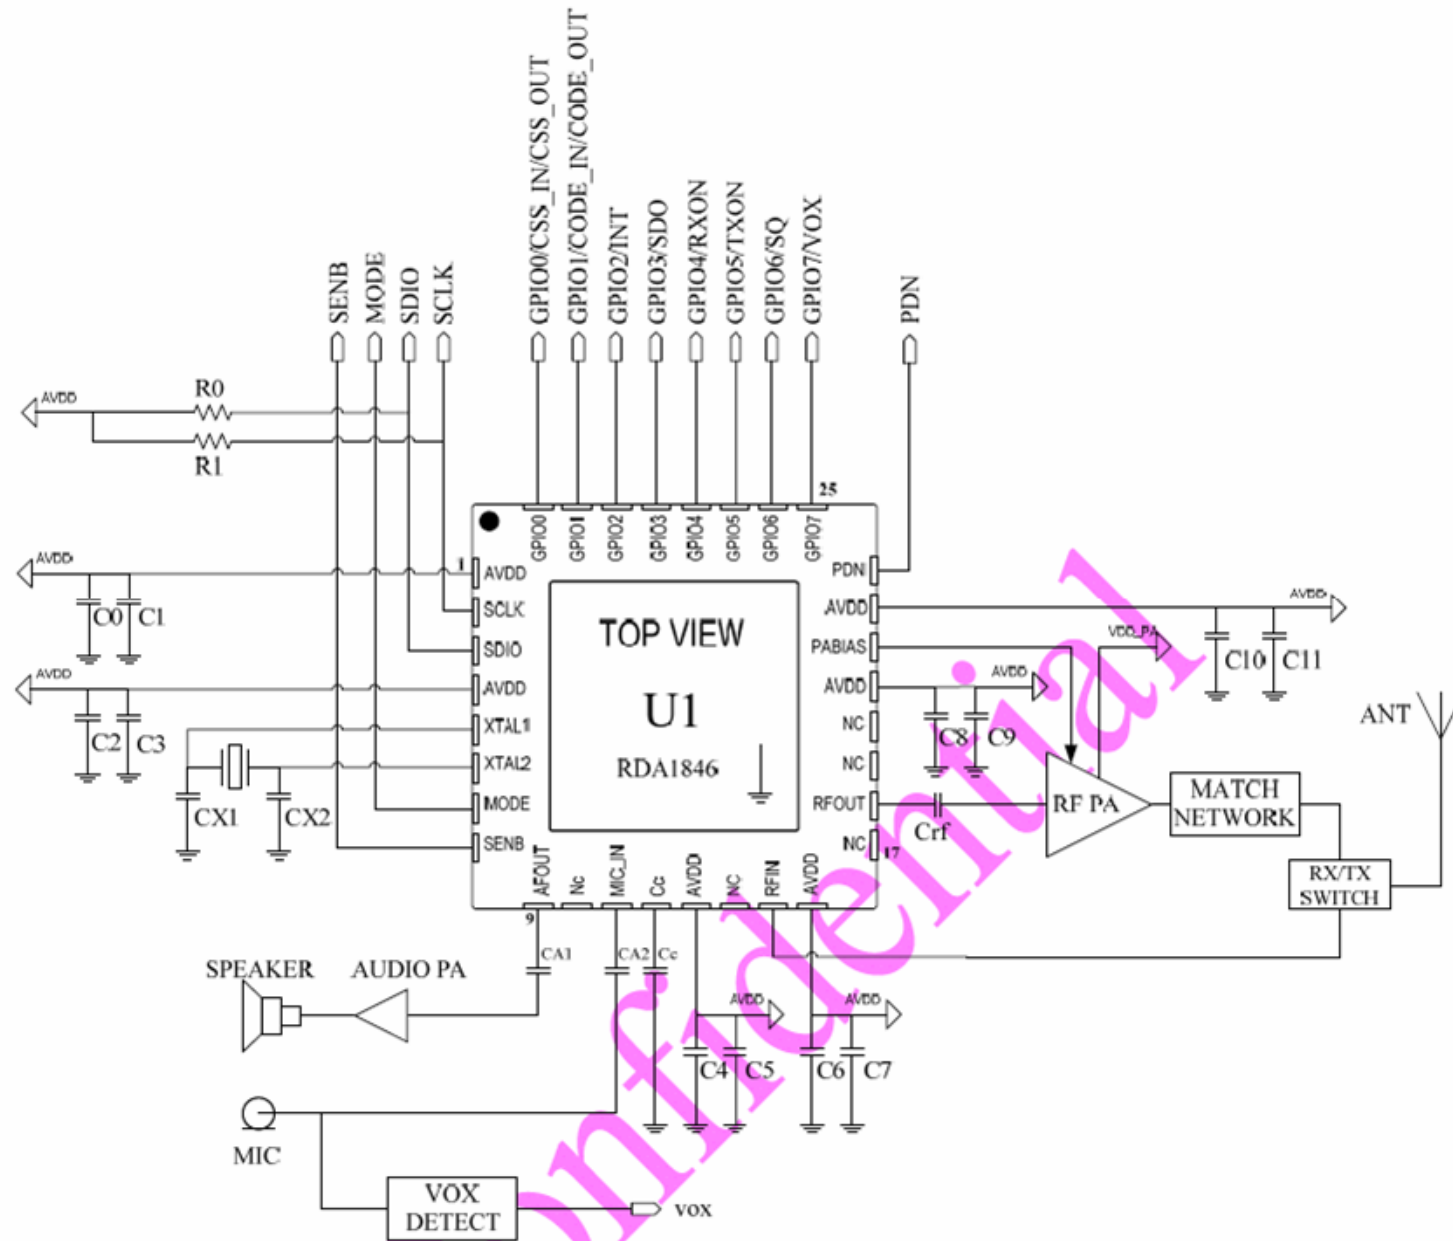 GPIO0/CSS_IN/CSS_OUT
GPIO1/CODE_IN/CODE_OUT
GPIO2/INT
GPIO3/SDO
GPIO4/RXON
GPIO5/TXON
GPIO6/SQ
GPIO7/VOX
SENB
MODE
SDIO
SCLK
PDN
AVDD
R0
R1
25
GPIO0
GPIO1
GPIO2
GPIO3
GPIO4
GPIO5
GPIO6
GPIO7
AVDD
1
AVDD
SCLK
SDIO
AVDD
XTAL1
XTAL2
MODE
SENB
PDN
AVDD
PABIAS
AVDD
NC
NC
RFOUT
NC
17
TOP VIEW
U1
RDA1846
C0
C1
AVDD
C2
C3
CX1
CX2
AVDD
C10
C11
VDD_PA
AVDD
C8
C9
ANT
Crf
RF PA
MATCH
NETWORK
RX/TX
SWITCH
AFOUT
Nc
MIC_IN
Cc
AVDD
NC
RFIN
AVDD
9
CA1
CA2
Cc
SPEAKER
AUDIO PA
AVDD
AVDD
C4
C5
C6
C7
MIC
VOX
DETECT
vox
onfidential